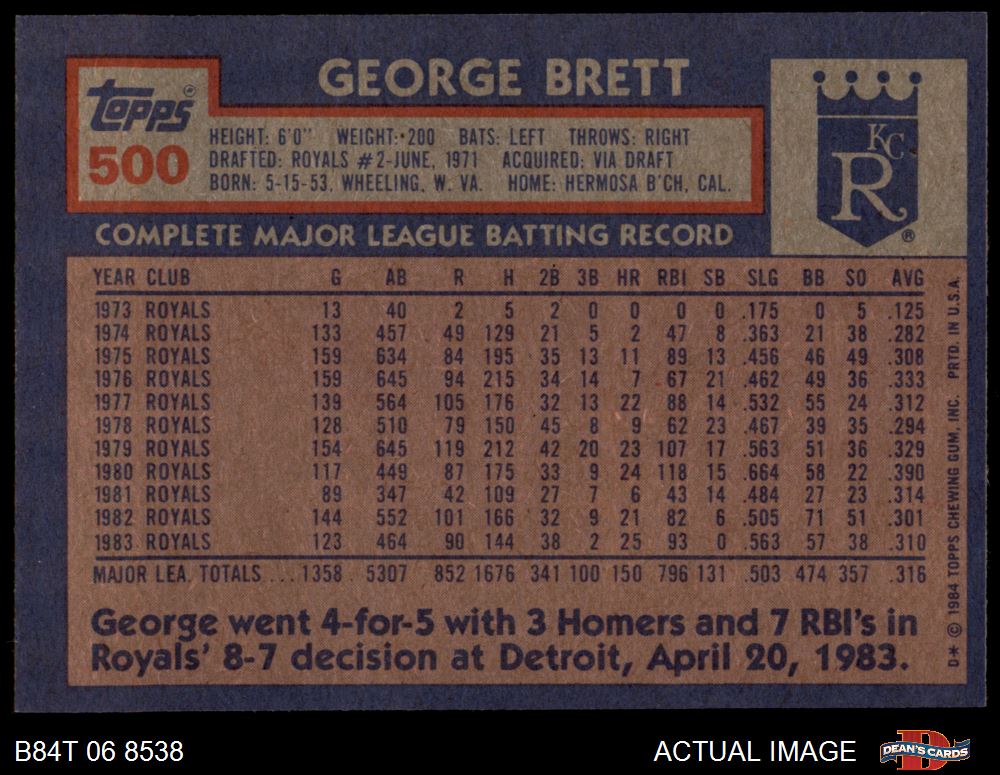 GEORGE BRETT
Topps®
500
HEIGHT: 6'0" WEIGHT: 200 BATS: LEFT THROWS: RIGHT
DRAFTED: ROYALS #2-JUNE, 1971 ACQUIRED: VIA DRAFT
BORN: 5-15-53, WHEELING, W. VA. HOME: HERMOSA B'CH, CAL.
KC
R
®
COMPLETE MAJOR LEAGUE BATTING RECORD
YEAR CLUB G AB R H 2B 3B HR RBI SB SLG BB SO AVG
1973 ROYALS 13 40 2 5 2 0 0 0 0 .175 0 5 .125
1974 ROYALS 133 457 49 129 21 5 2 47 8 .363 21 38 .282
1975 ROYALS 159 634 84 195 35 13 11 89 13 .456 46 49 .308
1976 ROYALS 159 645 94 215 34 14 7 67 21 .462 49 36 .333
1977 ROYALS 139 564 105 176 32 13 22 88 14 .532 55 24 .312
1978 ROYALS 128 510 79 150 45 8 9 62 23 .467 39 35 .294
1979 ROYALS 154 645 119 212 42 20 23 107 17 .563 51 36 .329
1980 ROYALS 117 449 87 175 33 9 24 118 15 .664 58 22 .390
1981 ROYALS 89 347 42 109 27 7 6 43 14 .484 27 23 .314
1982 ROYALS 144 552 101 166 32 9 21 82 6 .505 71 51 .301
1983 ROYALS 123 464 90 144 38 2 25 93 0 .563 57 38 .310
MAJOR LEA. TOTALS ... 1358 5307 852 1676 341 100 150 796 131 .503 474 357 .316
George went 4-for-5 with 3 Homers and 7 RBI's in
Royals' 8-7 decision at Detroit, April 20, 1983.
D* © 1984 TOPPS CHEWING GUM, INC. PRTD. IN U.S.A.
B84T 06 8538
ACTUAL IMAGE
D
DEAN'S CARDS